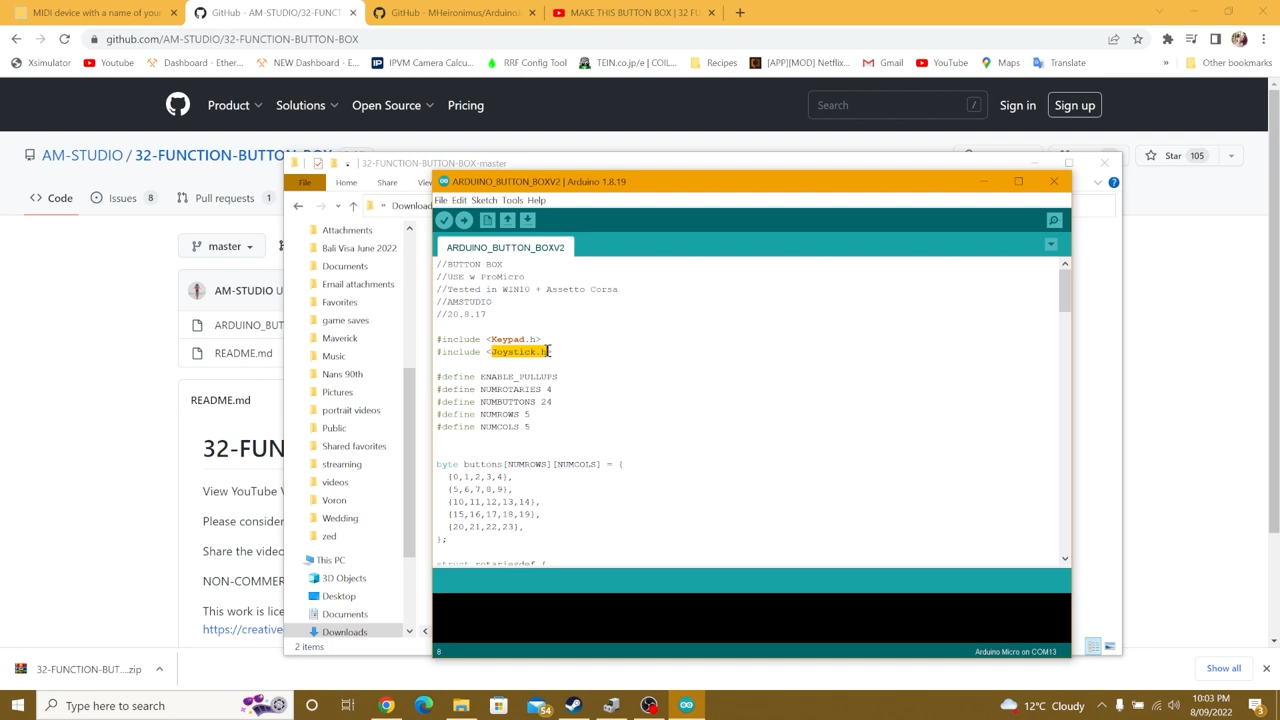 MIDI device with a name of your
GitHub - AM-STUDIO/32-FUNCT
GitHub - MHeironimus/Arduino
MAKE THIS BUTTON BOX | 32 FU
github.com/AM-STUDIO/32-FUNCTION-BUTTON-BOX
Xsimulator
Youtube
Dashboard - Ether...
NEW Dashboard - E...
IPVM Camera Calcu...
RRF Config Tool
TEIN.co.jp/e | COIL...
Recipes
[APP][MOD] Netflix...
Gmail
YouTube
Maps
Translate
»
Other bookmarks
Product
Solutions
Open Source
Pricing
Search /
Sign in
Sign up
AM-STUDIO / 32-FUNCTION-BUTTON-BOX
Star 105
Code
Issues 8
Pull requests 1
master
AM-STUDIO
ARDUINO_BUT
README.md
README.md
32-FUNC
View YouTube V
Please consider
Share the video
NON-COMMER
This work is lice
https://creative
32-FUNCTION-BUTTON-BOX-master
File
Home
Share
View
« Download
Attachments
Bali Visa June 2022
Documents
Email attachments
Favorites
game saves
Maverick
Music
Nans 90th
Pictures
portrait videos
Public
Shared favorites
streaming
videos
Voron
Wedding
zed
This PC
3D Objects
Desktop
Documents
Downloads
2 items
ARDUINO_BUTTON_BOXV2 | Arduino 1.8.19
File Edit Sketch Tools Help
ARDUINO_BUTTON_BOXV2
//BUTTON BOX
//USE w ProMicro
//Tested in WIN10 + Assetto Corsa
//AMSTUDIO
//20.8.17
#include <Keypad.h>
#include <Joystick.h>
#define ENABLE_PULLUPS
#define NUMROTARIES 4
#define NUMBUTTONS 24
#define NUMROWS 5
#define NUMCOLS 5
byte buttons[NUMROWS][NUMCOLS] = {
{0,1,2,3,4},
{5,6,7,8,9},
{10,11,12,13,14},
{15,16,17,18,19},
{20,21,22,23},
};
struct rotariesdef {
8
Arduino Micro on COM13
32-FUNCTION-BUT....zip
Show all
Type here to search
54
12°C Cloudy
10:03 PM
8/09/2022
3